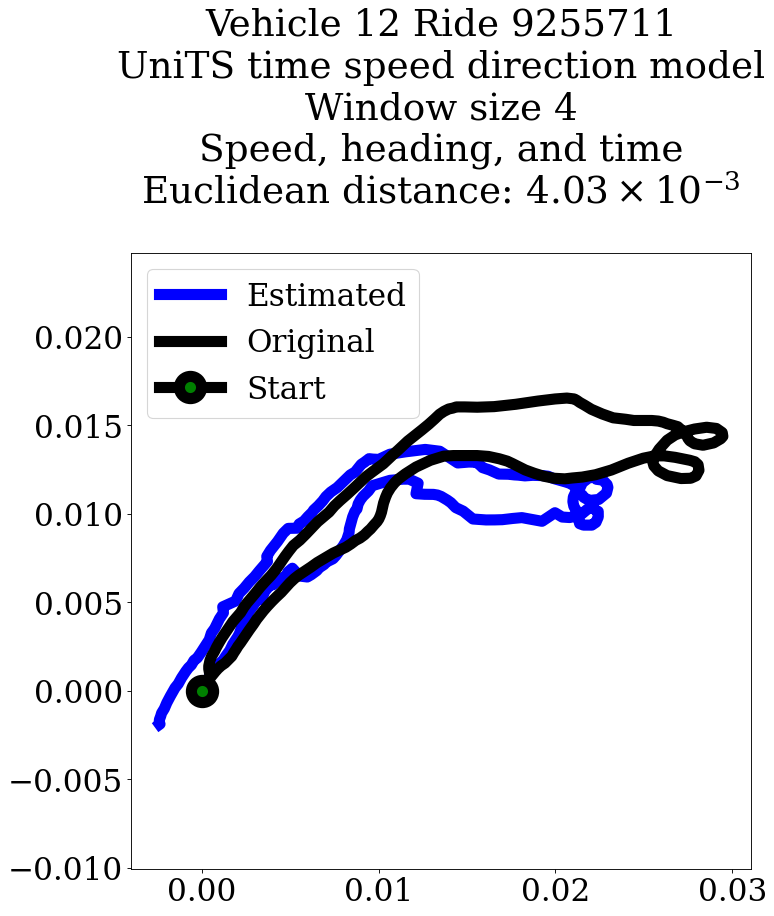 Vehicle 12 Ride 9255711
UniTS time speed direction model
Window size 4
Speed, heading, and time
Euclidean distance: 4.03 × 10⁻³
Estimated
Original
Start
0.020
0.015
0.010
0.005
0.000
−0.005
−0.010
0.00 0.01 0.02 0.03